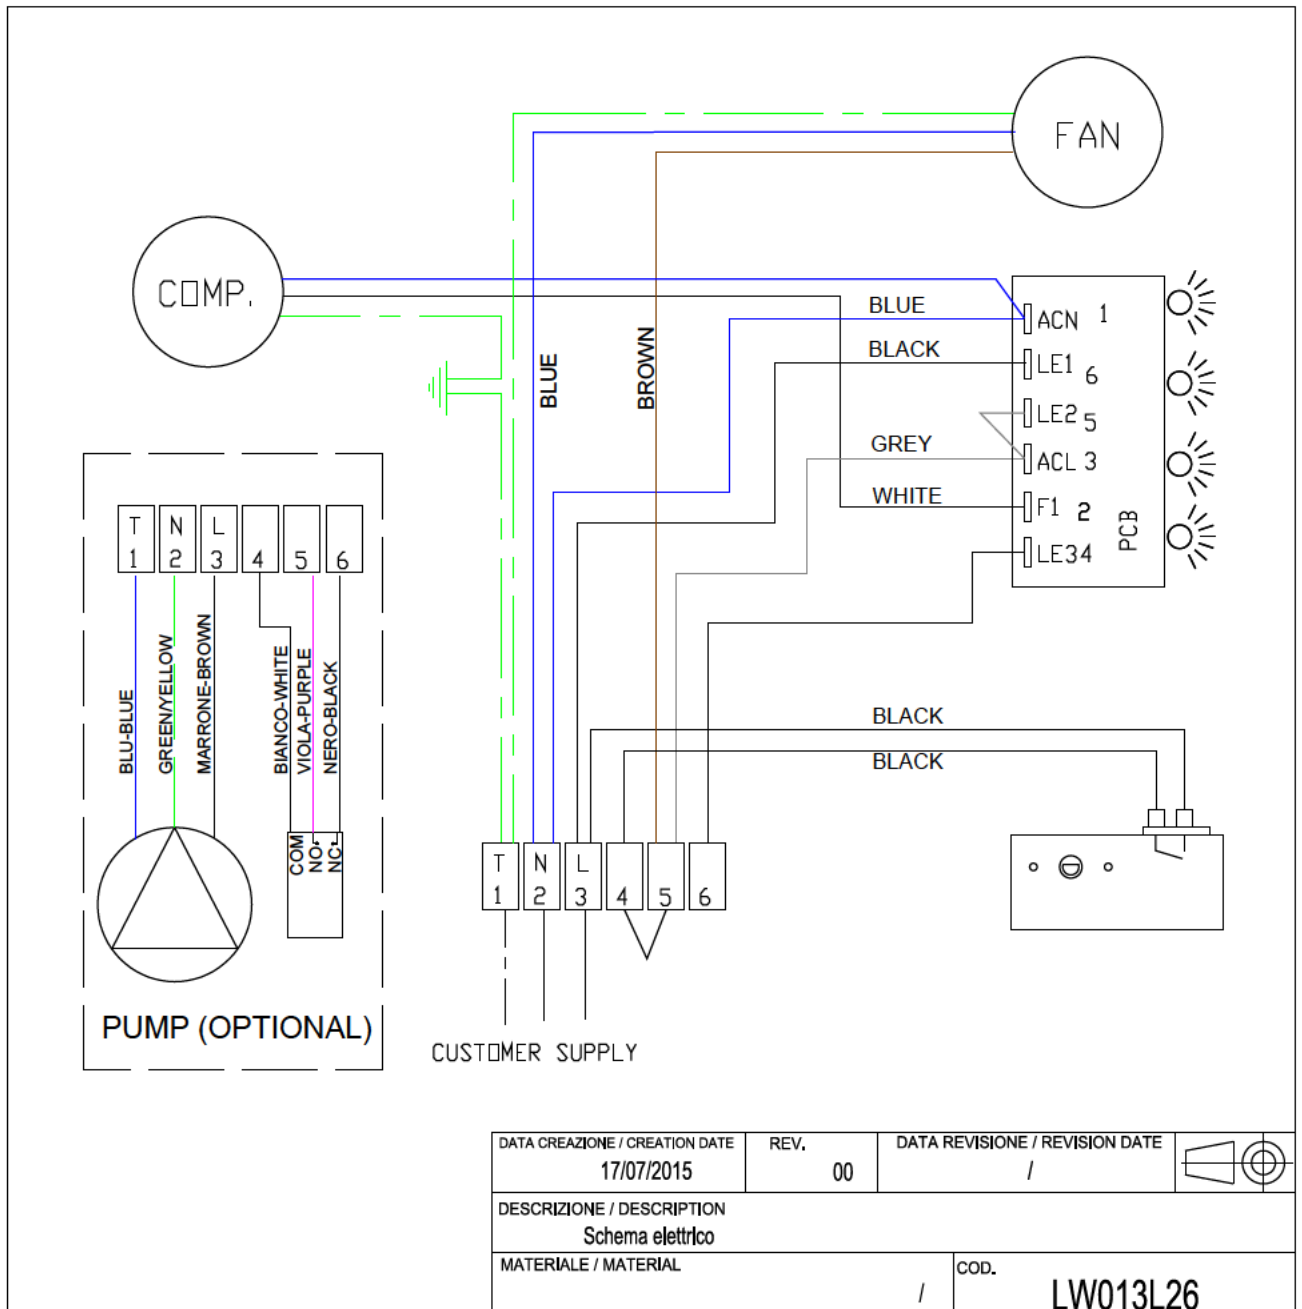 FAN
COMP.
BLUE
ACN 1
BLACK
LE1 6
BLUE
BROWN
LE2 5
GREY
ACL 3
WHITE
F1 2
PCB
LE34
T N L
1 2 3 4 5 6
BLU-BLUE
GREEN/YELLOW
MARRONE-BROWN
BIANCO-WHITE
VIOLA-PURPLE
NERO-BLACK
BLACK
BLACK
COM
NO
NC
T N L
1 2 3 4 5 6
PUMP (OPTIONAL)
CUSTOMER SUPPLY
DATA CREAZIONE / CREATION DATE
17/07/2015
REV.
00
DATA REVISIONE / REVISION DATE
/
DESCRIZIONE / DESCRIPTION
Schema elettrico
MATERIALE / MATERIAL
/
COD.
LW013L26